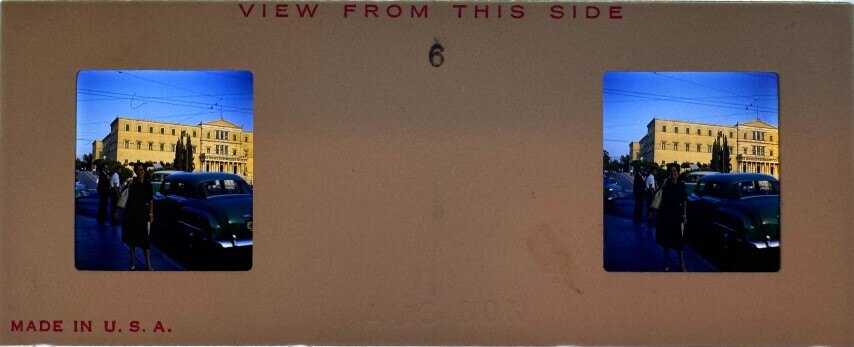 VIEW FROM THIS SIDE
6
MADE IN U. S. A.